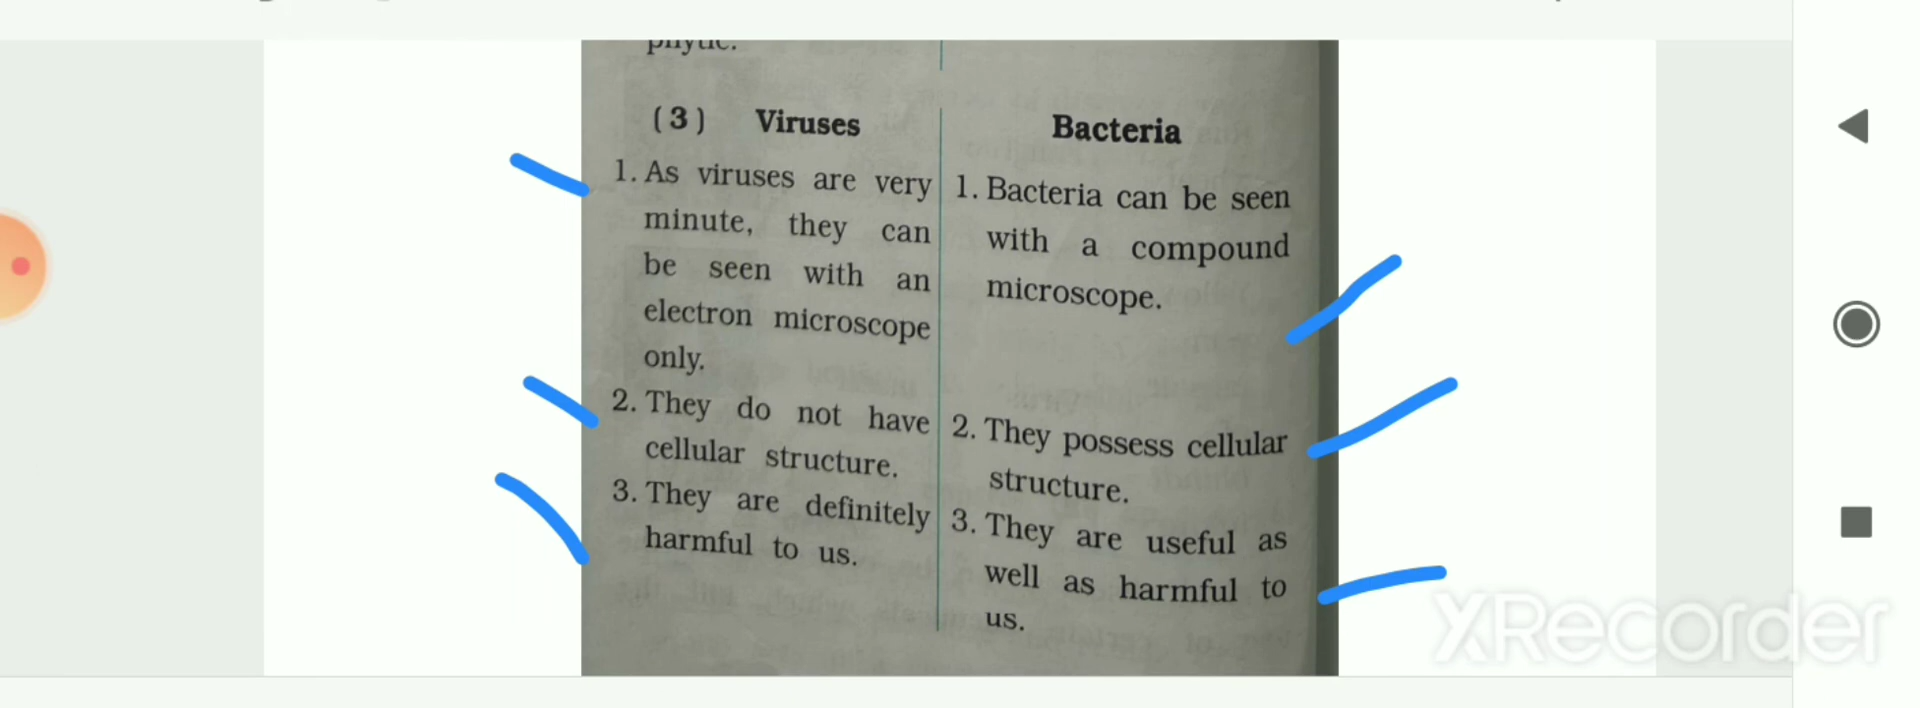 phytic.
(3) Viruses
1. As viruses are very
minute, they can
be seen with an
electron microscope
only.
2. They do not have
cellular structure.
3. They are definitely
harmful to us.
Bacteria
1. Bacteria can be seen
with a compound
microscope.
2. They possess cellular
structure.
3. They are useful as
well as harmful to
us.
XRecorder